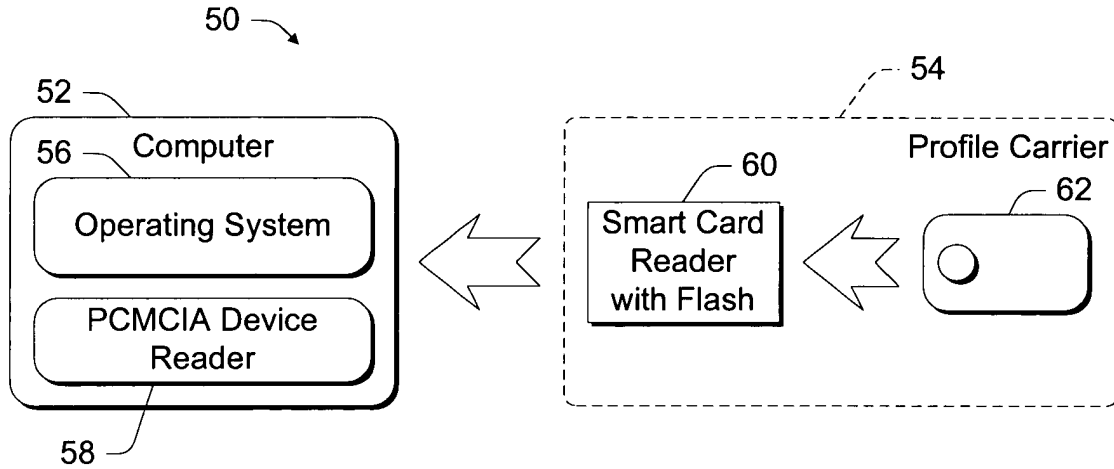 50
52
54
Computer
Profile Carrier
56
60
62
Operating System
Smart Card
Reader
with Flash
PCMCIA Device
Reader
58